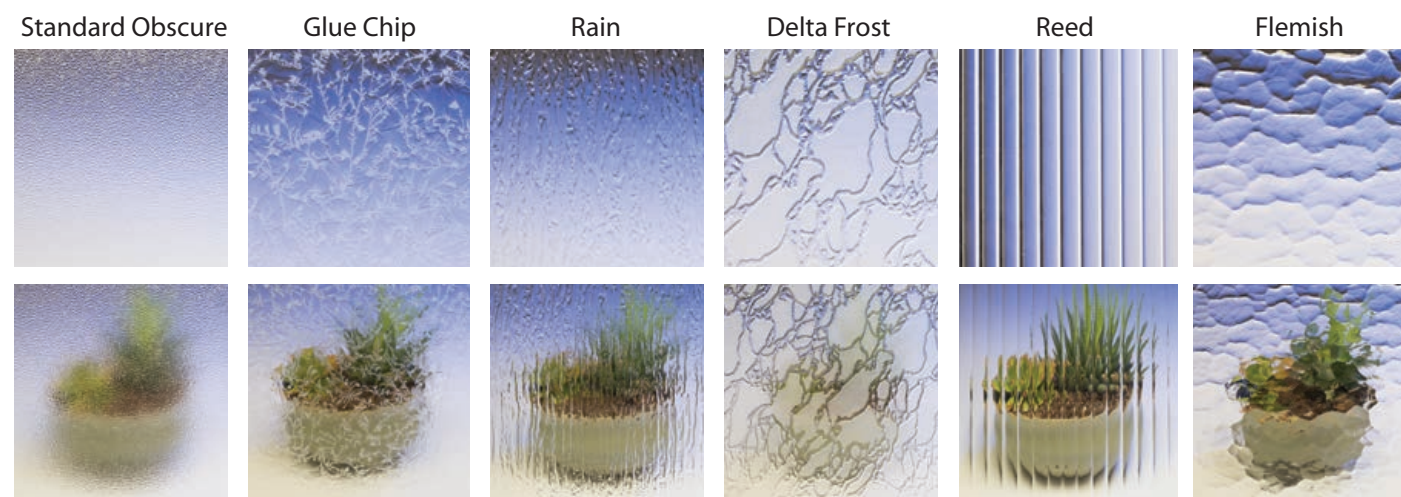 Standard Obscure
Glue Chip
Rain
Delta Frost
Reed
Flemish